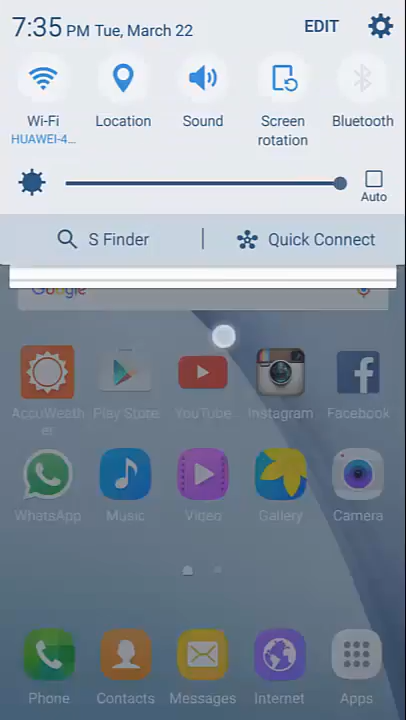 7:35 PM Tue, March 22 EDIT
Wi-Fi Location Sound Screen rotation Bluetooth
HUAWEI-4...
Auto
S Finder Quick Connect
Google
AccuWeather Play Store YouTube Instagram Facebook
WhatsApp Music Video Gallery Camera
Phone Contacts Messages Internet Apps